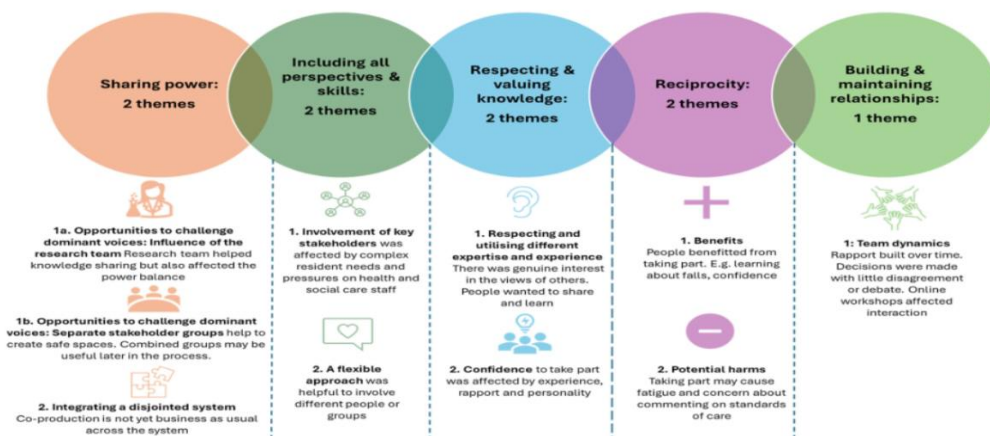 Sharing power:
2 themes
Including all
perspectives &
skills:
2 themes
Respecting &
valuing
knowledge:
2 themes
Reciprocity:
2 themes
Building &
maintaining
relationships:
1 theme
1a. Opportunities to challenge
dominant voices: Influence of the
research team Research team helped
knowledge sharing but also affected the
power balance
1b. Opportunities to challenge dominant
voices: Separate stakeholder groups help to
create safe spaces. Combined groups may be
useful later in the process.
2. Integrating a disjointed system
Co-production is not yet business as usual
across the system
1. Involvement of key
stakeholders was
affected by complex
resident needs and
pressures on health and
social care staff
2. A flexible
approach was
helpful to involve
different people or
groups
1. Respecting and
utilising different
expertise and experience
There was genuine interest
in the views of others.
People wanted to share
and learn
2. Confidence to take part
was affected by experience,
rapport and personality
1. Benefits
People benefitted from
taking part. E.g. learning
about falls, confidence
2. Potential harms
Taking part may cause
fatigue and concern about
commenting on standards
of care
1: Team dynamics
Rapport built over time.
Decisions were made
with little disagreement
or debate. Online
workshops affected
interaction